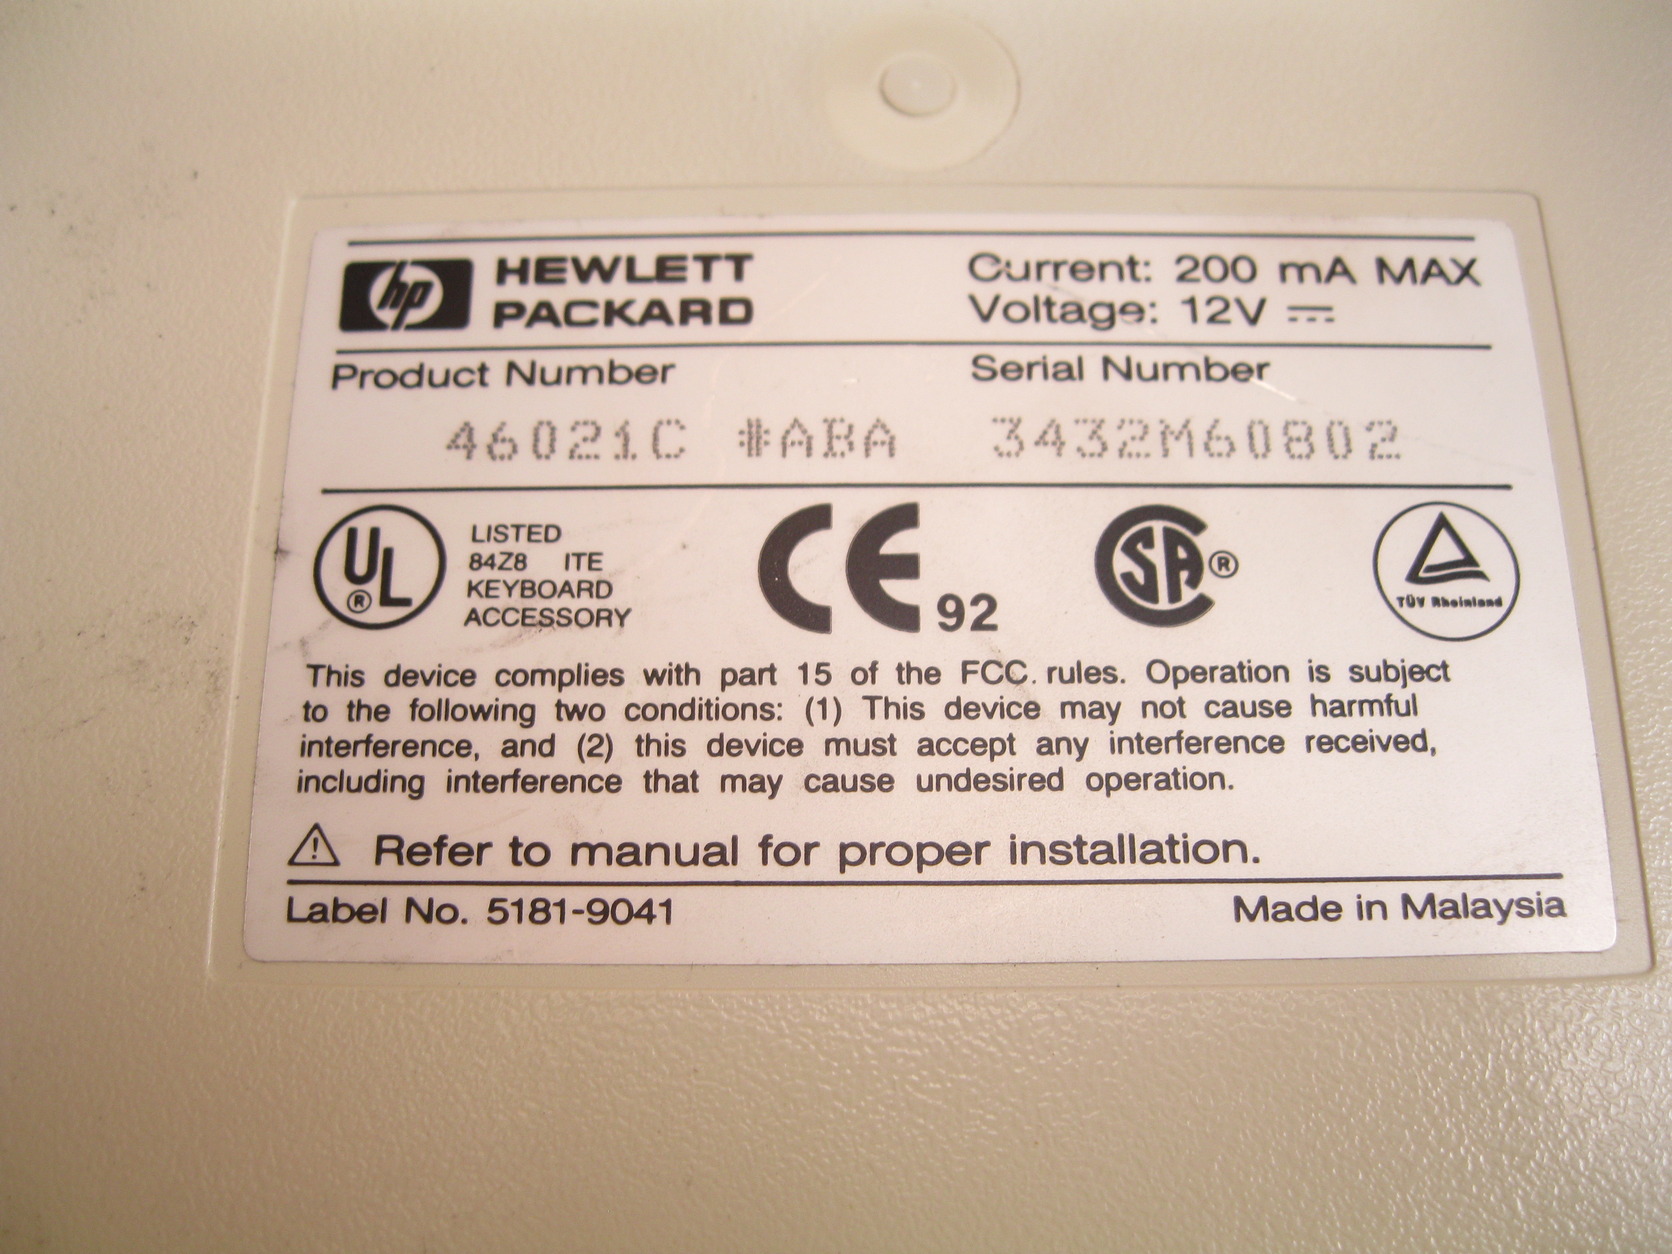 hp HEWLETT PACKARD
Current: 200 mA MAX
Voltage: 12V
Product Number
Serial Number
46021C #ABA 3432M60802
UL ®
LISTED
84Z8 ITE
KEYBOARD
ACCESSORY
CE 92
SA ®
TÜV Rheinland
This device complies with part 15 of the FCC. rules. Operation is subject
to the following two conditions: (1) This device may not cause harmful
interference, and (2) this device must accept any interference received,
including interference that may cause undesired operation.
Refer to manual for proper installation.
Label No. 5181-9041
Made in Malaysia